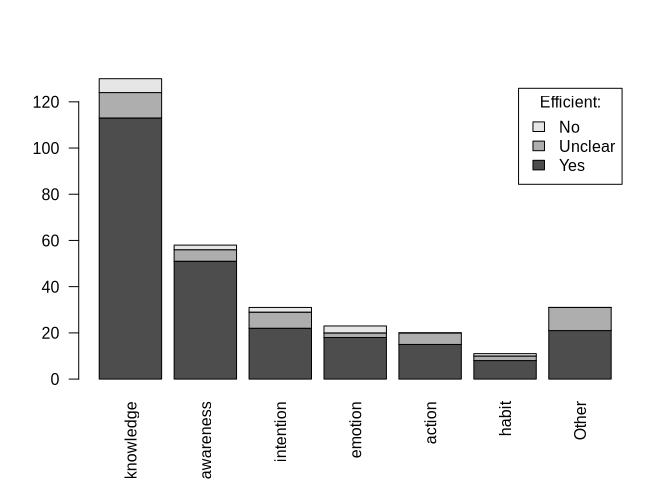 120
100
80
60
40
20
0
Efficient:
No
Unclear
Yes
knowledge
awareness
intention
emotion
action
habit
Other